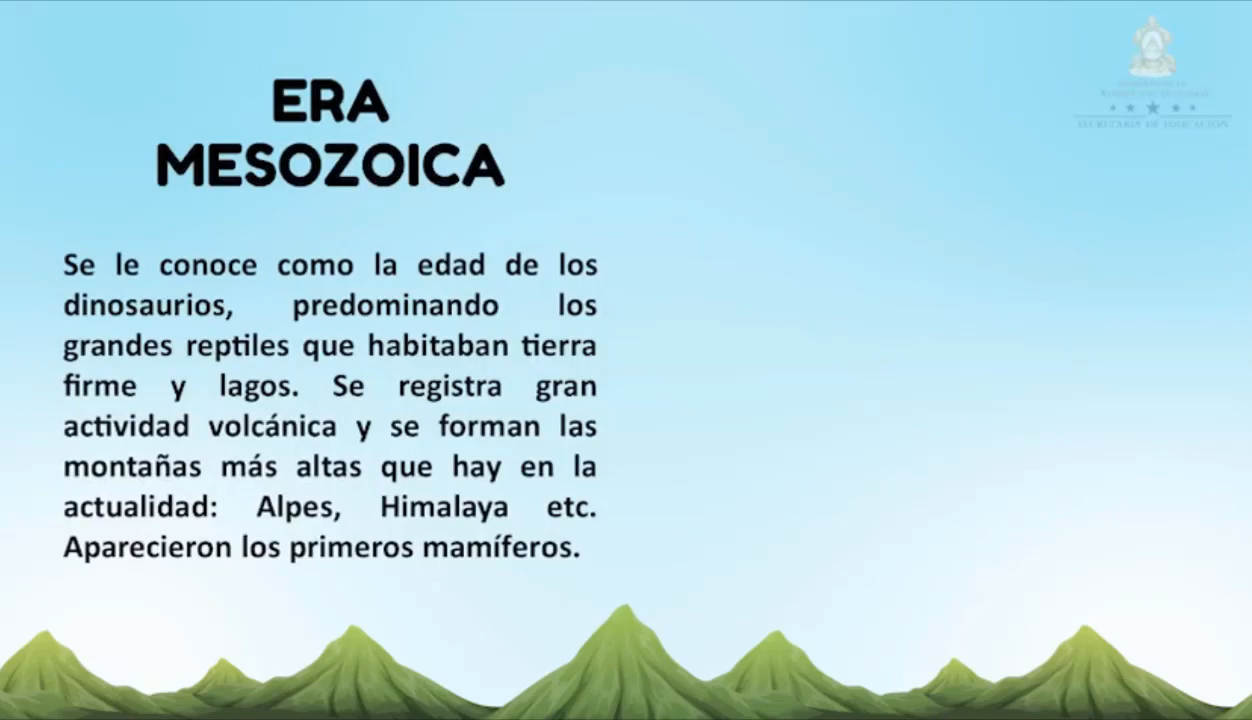 ERA
MESOZOICA
Se le conoce como la edad de los
dinosaurios, predominando los
grandes reptiles que habitaban tierra
firme y lagos. Se registra gran
actividad volcánica y se forman las
montañas más altas que hay en la
actualidad: Alpes, Himalaya etc.
Aparecieron los primeros mamíferos.
SECRETARÍA DE EDUCACIÓN